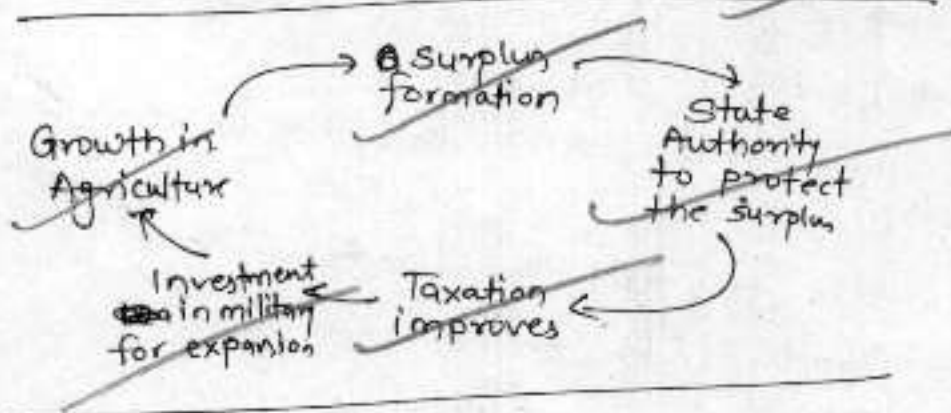 Surplus
formation
State
Authority
to protect
the surplus
Growth in
Agriculture
Taxation
improves
Investment
in military
for expansion